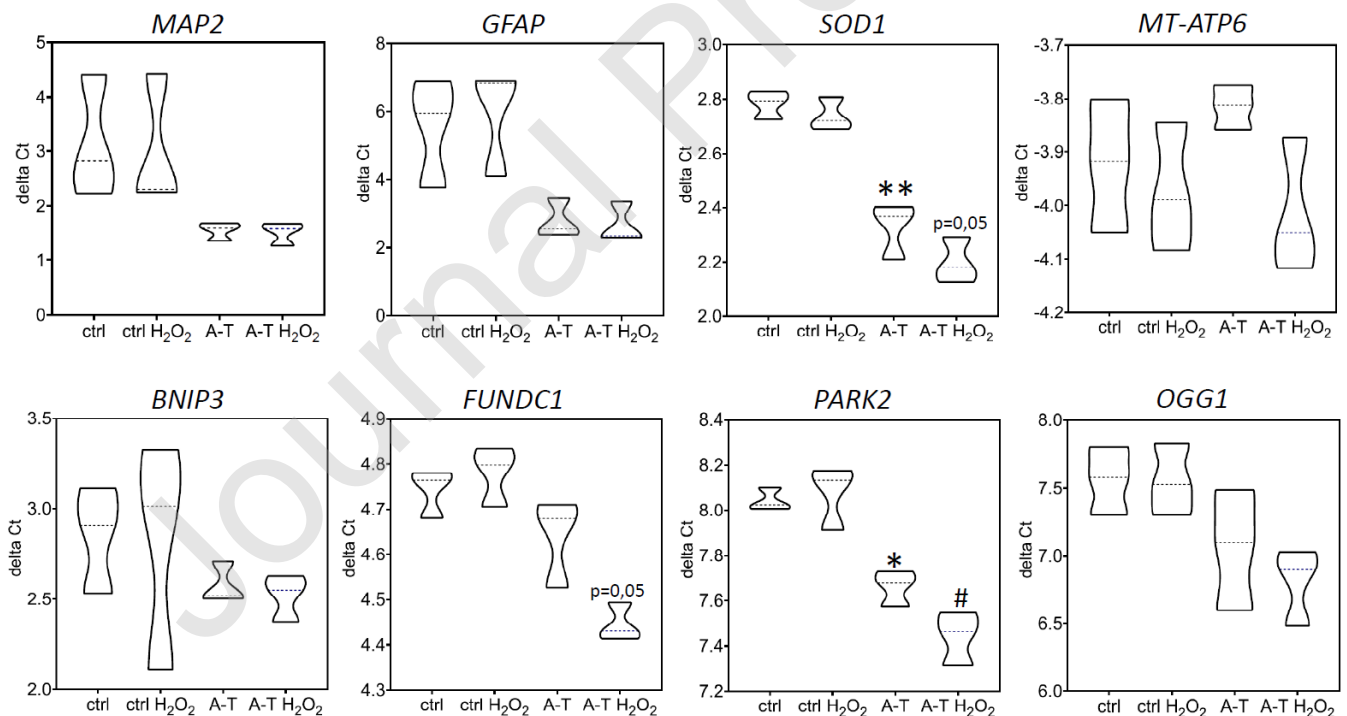 MAP2
5
4
3
2
1
0
delta Ct
ctrl
ctrl H₂O₂
A-T
A-T H₂O₂
GFAP
8
6
4
2
0
delta Ct
ctrl
ctrl H₂O₂
A-T
A-T H₂O₂
SOD1
3.0
2.8
2.6
2.4
2.2
2.0
delta Ct
**
p=0,05
ctrl
ctrl H₂O₂
A-T
A-T H₂O₂
MT-ATP6
-3.7
-3.8
-3.9
-4.0
-4.1
-4.2
delta Ct
ctrl
ctrl H₂O₂
A-T
A-T H₂O₂
BNIP3
3.5
3.0
2.5
2.0
delta Ct
ctrl
ctrl H₂O₂
A-T
A-T H₂O₂
FUNDC1
4.9
4.8
4.7
4.6
4.5
4.4
4.3
delta Ct
p=0,05
ctrl
ctrl H₂O₂
A-T
A-T H₂O₂
PARK2
8.4
8.2
8.0
7.8
7.6
7.4
7.2
delta Ct
*
#
ctrl
ctrl H₂O₂
A-T
A-T H₂O₂
OGG1
8.0
7.5
7.0
6.5
6.0
delta Ct
ctrl
ctrl H₂O₂
A-T
A-T H₂O₂
Journal Pr